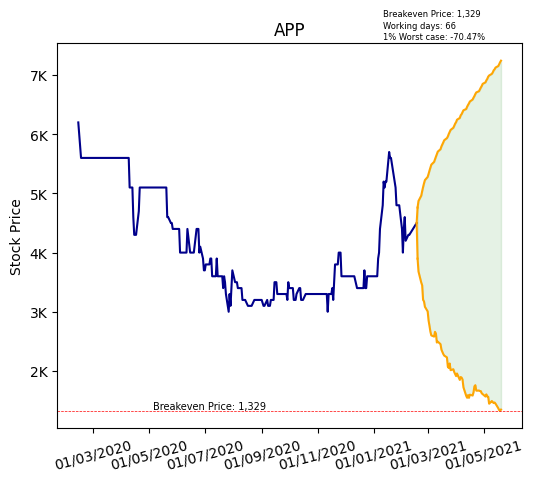 Breakeven Price: 1,329
Working days: 66
1% Worst case: -70.47%
APP
7K
6K
5K
4K
3K
2K
Stock Price
Breakeven Price: 1,329
01/03/2020
01/05/2020
01/07/2020
01/09/2020
01/11/2020
01/01/2021
01/03/2021
01/05/2021